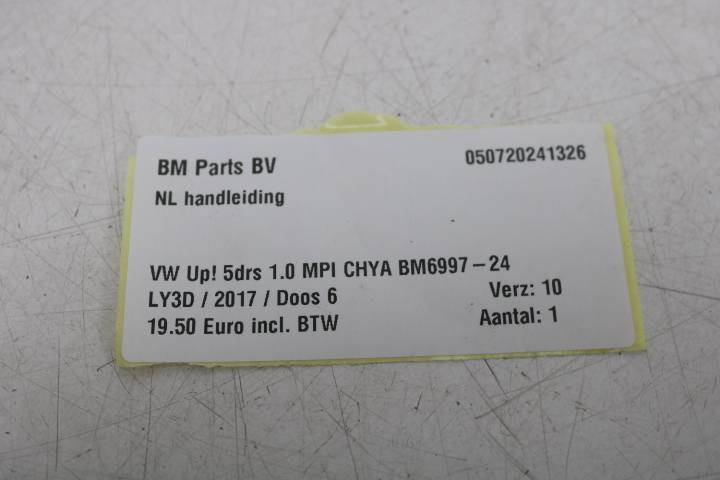 BM Parts BV 050720241326
NL handleiding
VW Up! 5drs 1.0 MPI CHYA BM6997-24
LY3D / 2017 / Doos 6 Verz: 10
19.50 Euro incl. BTW Aantal: 1